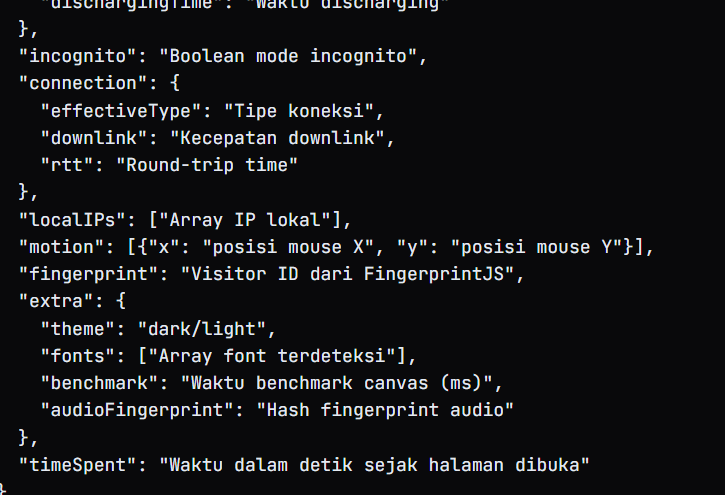 "dischargingTime": "Waktu discharging"
},
"incognito": "Boolean mode incognito",
"connection": {
"effectiveType": "Tipe koneksi",
"downlink": "Kecepatan downlink",
"rtt": "Round-trip time"
},
"localIPs": ["Array IP lokal"],
"motion": [{"x": "posisi mouse X", "y": "posisi mouse Y"}],
"fingerprint": "Visitor ID dari FingerprintJS",
"extra": {
"theme": "dark/light",
"fonts": ["Array font terdeteksi"],
"benchmark": "Waktu benchmark canvas (ms)",
"audioFingerprint": "Hash fingerprint audio"
},
"timeSpent": "Waktu dalam detik sejak halaman dibuka"
}